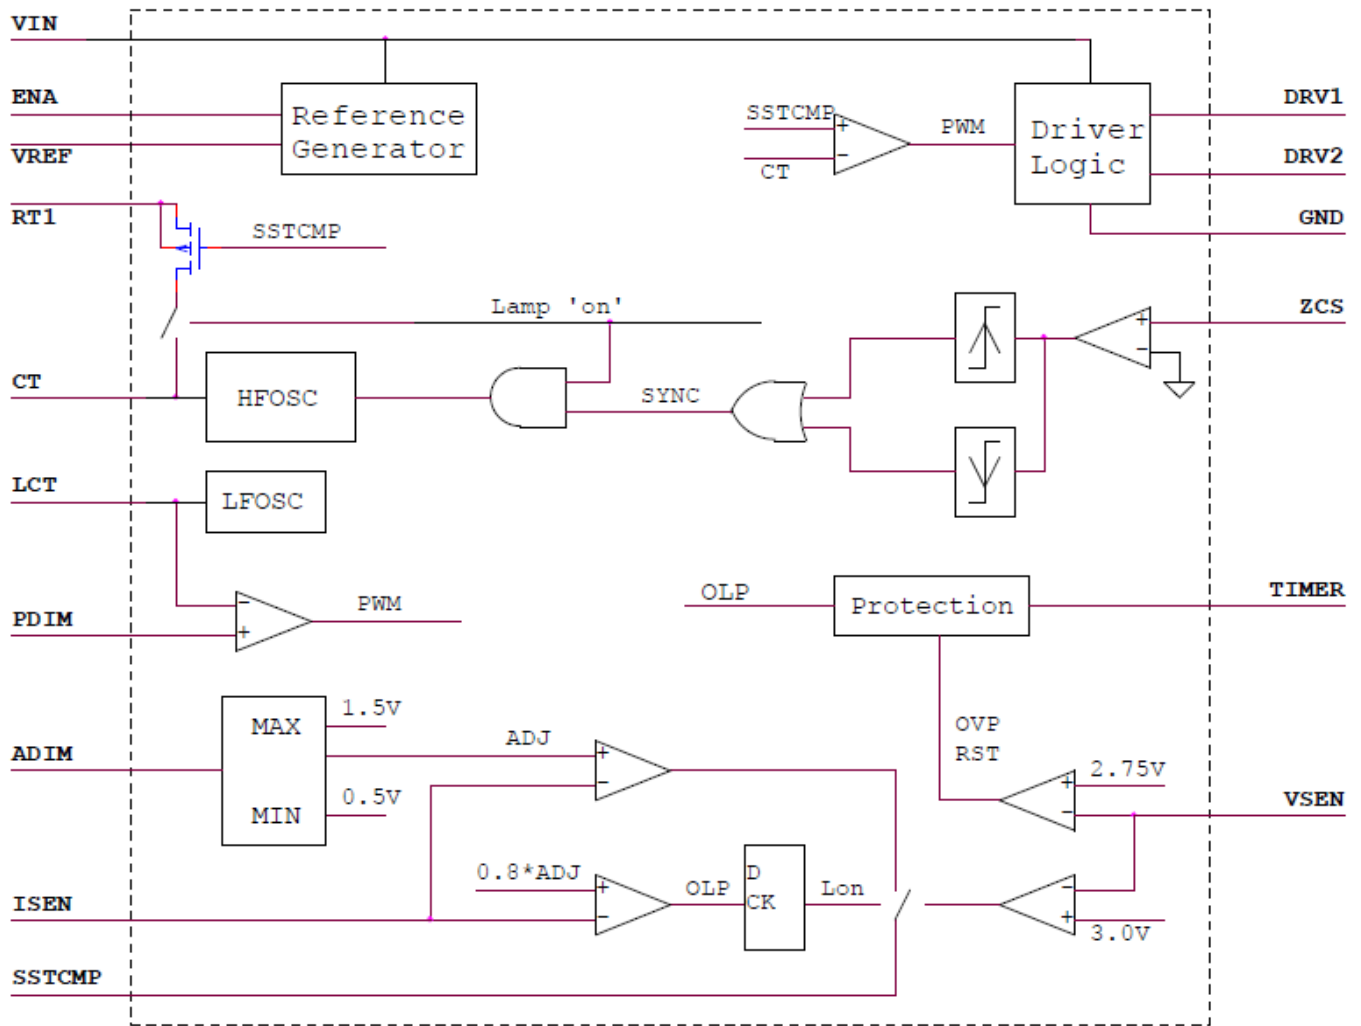 VIN
ENA
VREF
RT1
Reference
Generator
SSTCMP
+
-
CT
PWM
Driver
Logic
DRV1
DRV2
GND
SSTCMP
Lamp 'on'
ZCS
+
-
CT
HFOSC
SYNC
LCT
LFOSC
PDIM
-
+
PWM
OLP
Protection
TIMER
ADIM
MAX
MIN
1.5V
0.5V
ADJ
+
-
OVP
RST
2.75V
+
-
VSEN
ISEN
0.8*ADJ
+
-
OLP
D
CK
Lon
-
+
3.0V
SSTCMP